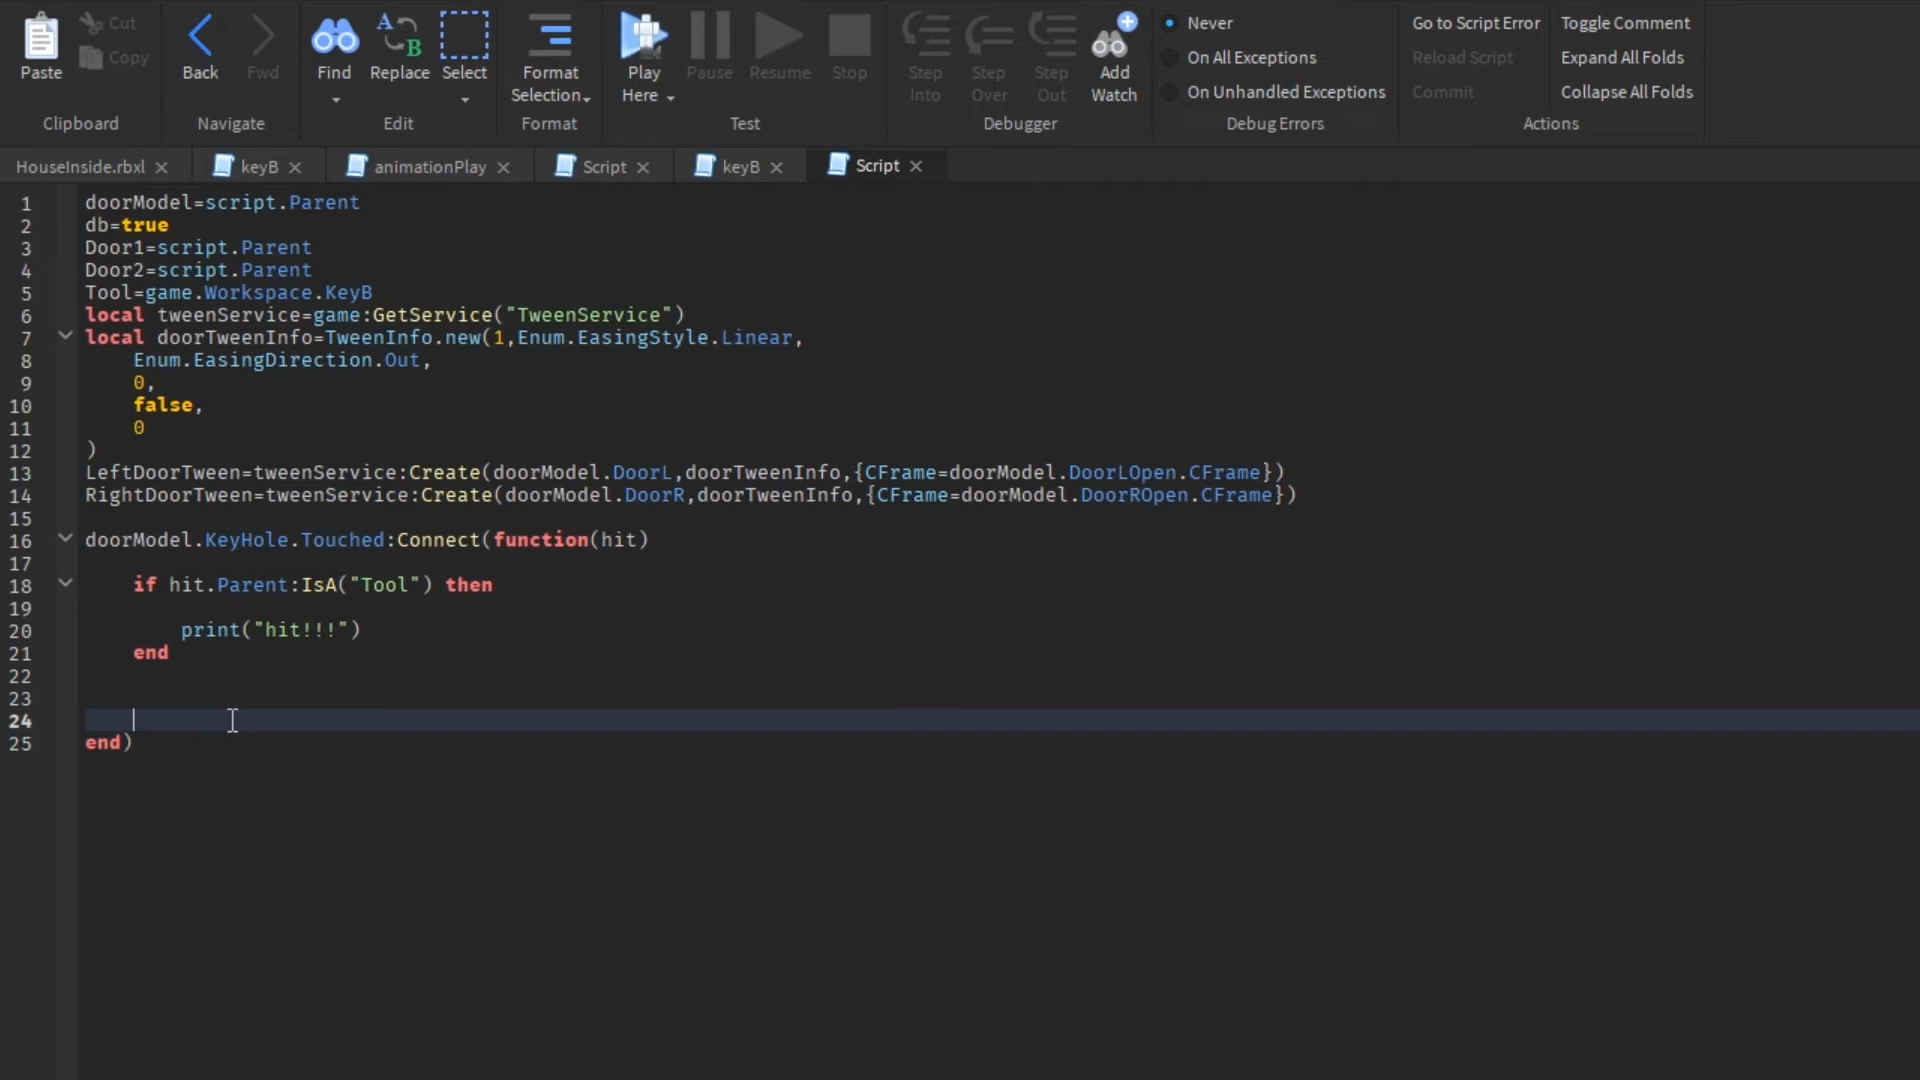 Paste Cut Copy Back Fwd Find Replace Select Format Selection Play Here Pause Resume Stop Step Into Step Over Step Out Add Watch Never On All Exceptions On Unhandled Exceptions Go to Script Error Reload Script Commit Toggle Comment Expand All Folds Collapse All Folds
Clipboard Navigate Edit Format Test Debugger Debug Errors Actions
HouseInside.rbxl keyB animationPlay Script keyB Script
1 doorModel=script.Parent
2 db=true
3 Door1=script.Parent
4 Door2=script.Parent
5 Tool=game.Workspace.KeyB
6 local tweenService=game:GetService("TweenService")
7 local doorTweenInfo=TweenInfo.new(1,Enum.EasingStyle.Linear,
8 Enum.EasingDirection.Out,
9 0,
10 false,
11 0
12 )
13 LeftDoorTween=tweenService:Create(doorModel.DoorL,doorTweenInfo,{CFrame=doorModel.DoorLOpen.CFrame})
14 RightDoorTween=tweenService:Create(doorModel.DoorR,doorTweenInfo,{CFrame=doorModel.DoorROpen.CFrame})
15
16 doorModel.KeyHole.Touched:Connect(function(hit)
17
18 if hit.Parent:IsA("Tool") then
19
20 print("hit!!!")
21 end
22
23
24
25 end)